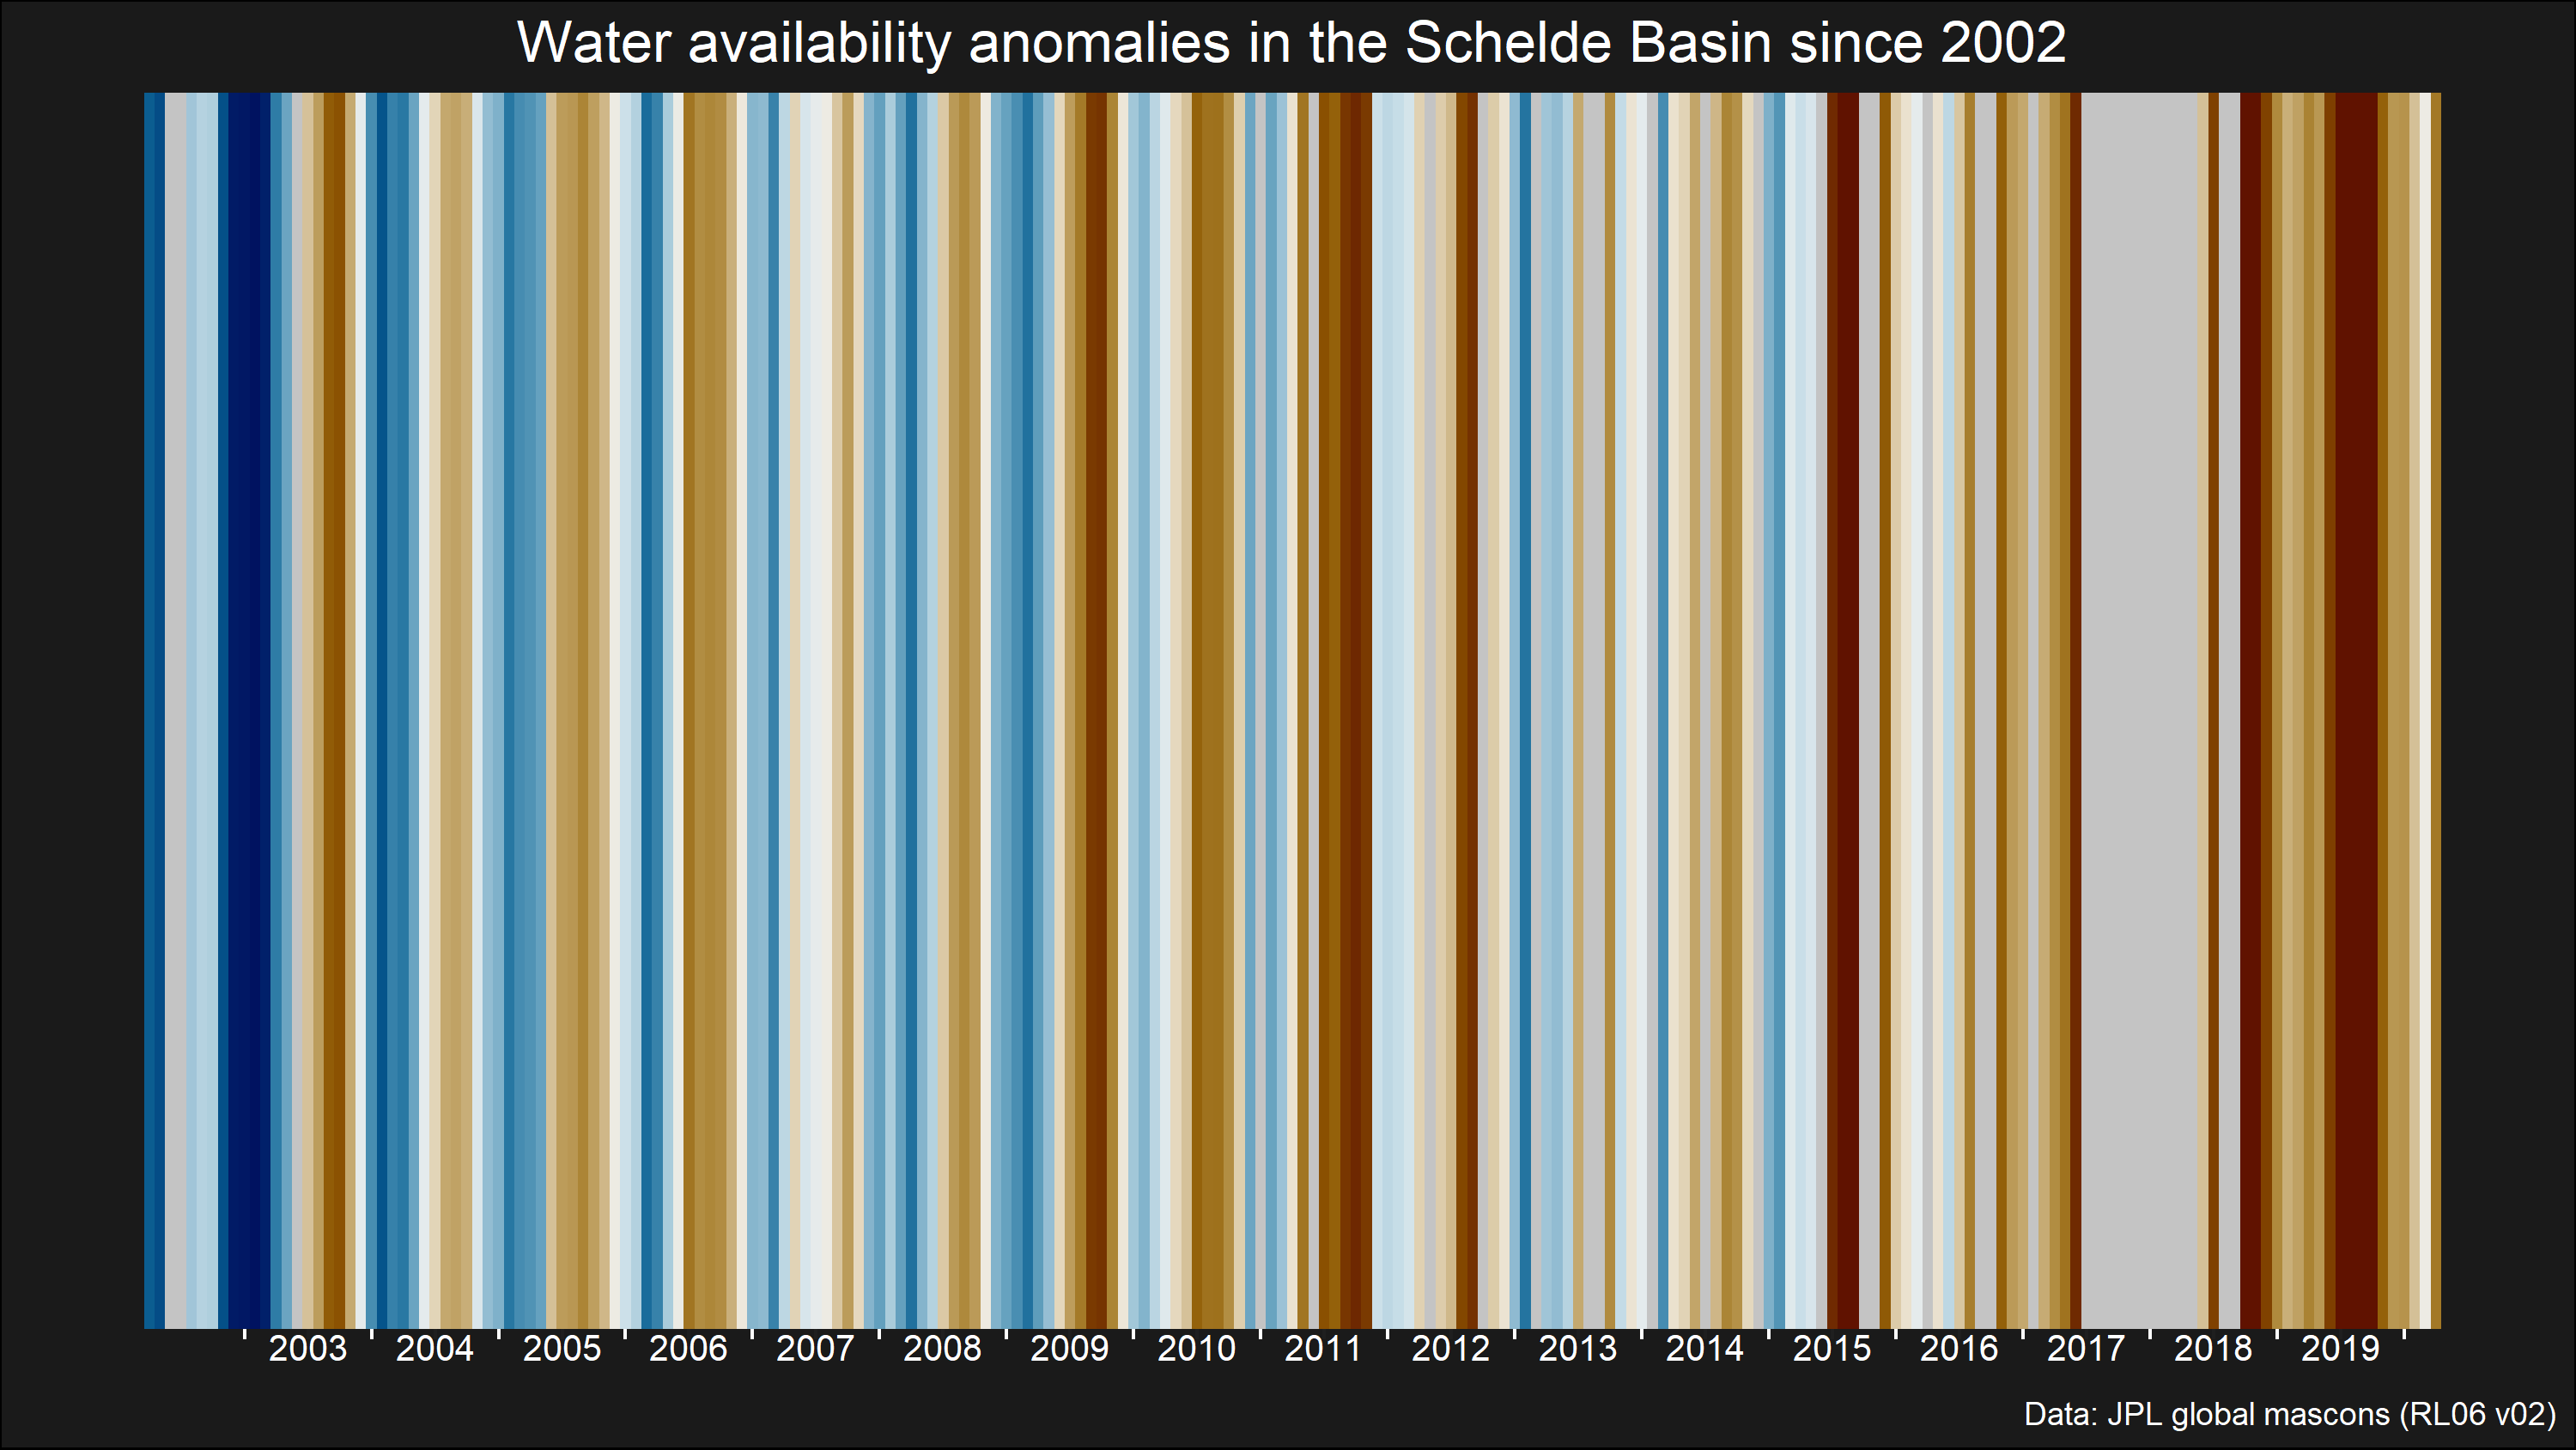 Water availability anomalies in the Schelde Basin since 2002
2003 2004 2005 2006 2007 2008 2009 2010 2011 2012 2013 2014 2015 2016 2017 2018 2019
Data: JPL global mascons (RL06 v02)